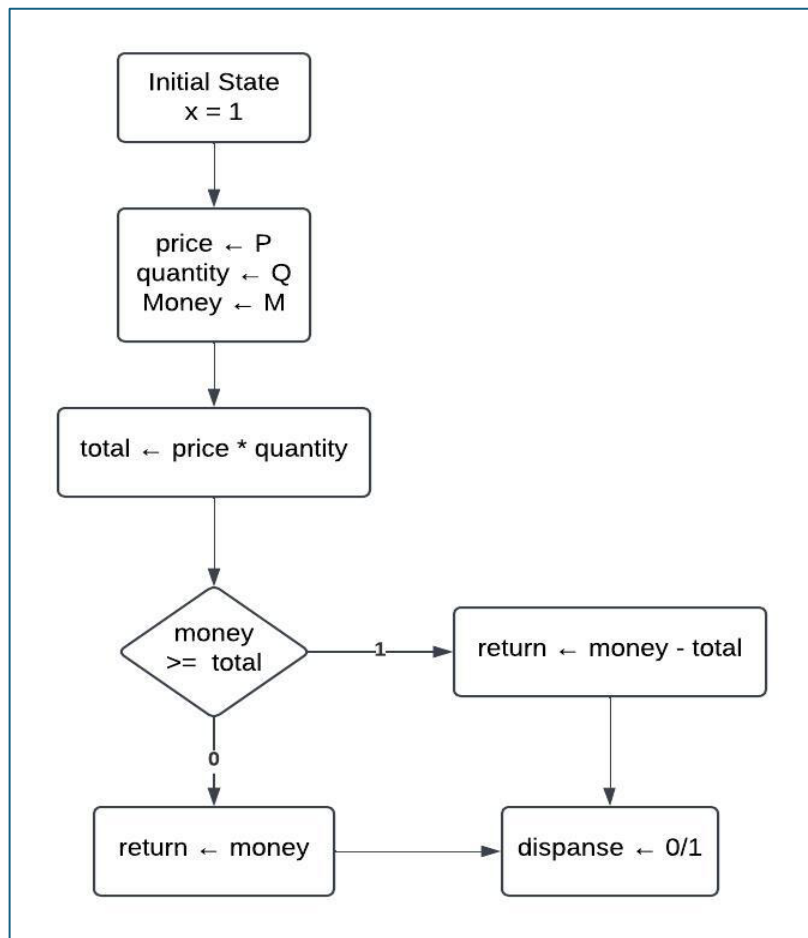 Initial State
x = 1
price ← P
quantity ← Q
Money ← M
total ← price * quantity
money
>= total
1
return ← money - total
0
return ← money
dispanse ← 0/1